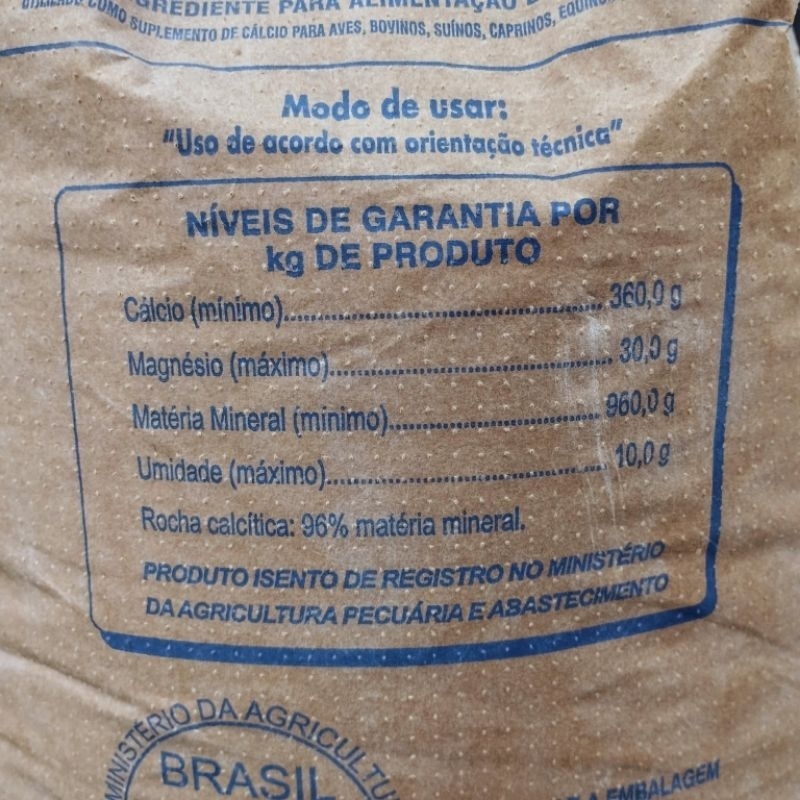 COMO SUPLEMENTO DE CÁLCIO PARA AVES, BOVINOS, SUÍNOS, CAPRINOS,
Modo de usar:
"Uso de acordo com orientação técnica"
NÍVEIS DE GARANTIA POR
kg DE PRODUTO
Cálcio (mínimo)..................................................... 360,0 g
Magnésio (máximo)............................................. 30,0 g
Matéria Mineral (mínimo)................................... 960,0 g
Umidade (máximo)............................................. 10,0 g
Rocha calcítica: 96% matéria mineral.
PRODUTO ISENTO DE REGISTRO NO MINISTÉRIO
DA AGRICULTURA PECUÁRIA E ABASTECIMENTO
MINISTÉRIO DA AGRICULTU
BRASIL
EMBALAGEM